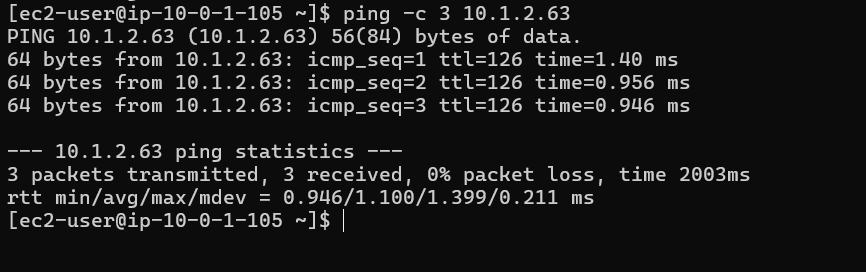 [ec2-user@ip-10-0-1-105 ~]$ ping -c 3 10.1.2.63
PING 10.1.2.63 (10.1.2.63) 56(84) bytes of data.
64 bytes from 10.1.2.63: icmp_seq=1 ttl=126 time=1.40 ms
64 bytes from 10.1.2.63: icmp_seq=2 ttl=126 time=0.956 ms
64 bytes from 10.1.2.63: icmp_seq=3 ttl=126 time=0.946 ms
--- 10.1.2.63 ping statistics ---
3 packets transmitted, 3 received, 0% packet loss, time 2003ms
rtt min/avg/max/mdev = 0.946/1.100/1.399/0.211 ms
[ec2-user@ip-10-0-1-105 ~]$